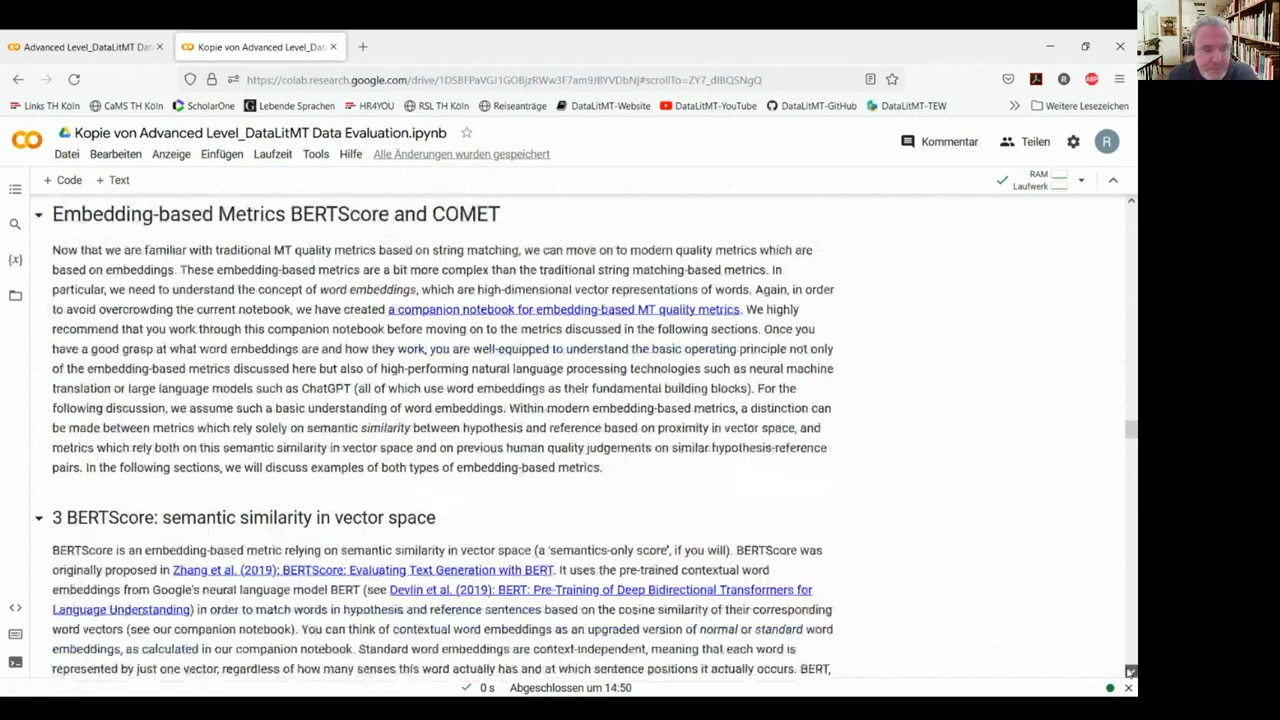 Advanced Level_DataLitMT Dat
Kopie von Advanced Level_Da
https://colab.research.google.com/drive/1DSBFPaVGJ1GOBjzRWw3F7am9JBYVDbNj#scrollTo=ZY7_dIBQSNgQ
Links TH Köln
CaMS TH Köln
ScholarOne
Lebende Sprachen
HR4YOU
RSL TH Köln
Reiseanträge
DataLitMT-Website
DataLitMT-YouTube
DataLitMT-GitHub
DataLitMT-TEW
Weitere Lesezeichen
Kopie von Advanced Level_DataLitMT Data Evaluation.ipynb
Datei Bearbeiten Anzeige Einfügen Laufzeit Tools Hilfe Alle Änderungen wurden gespeichert
Kommentar
Teilen
R
+ Code + Text
RAM
Laufwerk
Embedding-based Metrics BERTScore and COMET
Now that we are familiar with traditional MT quality metrics based on string matching, we can move on to modern quality metrics which are
based on embeddings. These embedding-based metrics are a bit more complex than the traditional string matching-based metrics. In
particular, we need to understand the concept of word embeddings, which are high-dimensional vector representations of words. Again, in order
to avoid overcrowding the current notebook, we have created a companion notebook for embedding-based MT quality metrics. We highly
recommend that you work through this companion notebook before moving on to the metrics discussed in the following sections. Once you
have a good grasp at what word embeddings are and how they work, you are well-equipped to understand the basic operating principle not only
of the embedding-based metrics discussed here but also of high-performing natural language processing technologies such as neural machine
translation or large language models such as ChatGPT (all of which use word embeddings as their fundamental building blocks). For the
following discussion, we assume such a basic understanding of word embeddings. Within modern embedding-based metrics, a distinction can
be made between metrics which rely solely on semantic similarity between hypothesis and reference based on proximity in vector space, and
metrics which rely both on this semantic similarity in vector space and on previous human quality judgements on similar hypothesis-reference
pairs. In the following sections, we will discuss examples of both types of embedding-based metrics.
3 BERTScore: semantic similarity in vector space
BERTScore is an embedding-based metric relying on semantic similarity in vector space (a 'semantics-only score', if you will). BERTScore was
originally proposed in Zhang et al. (2019): BERTScore: Evaluating Text Generation with BERT. It uses the pre-trained contextual word
embeddings from Google's neural language model BERT (see Devlin et al. (2019): BERT: Pre-Training of Deep Bidirectional Transformers for
Language Understanding) in order to match words in hypothesis and reference sentences based on the cosine similarity of their corresponding
word vectors (see our companion notebook). You can think of contextual word embeddings as an upgraded version of normal or standard word
embeddings, as calculated in our companion notebook. Standard word embeddings are context-independent, meaning that each word is
represented by just one vector, regardless of how many senses this word actually has and at which sentence positions it actually occurs. BERT,
0 s Abgeschlossen um 14:50